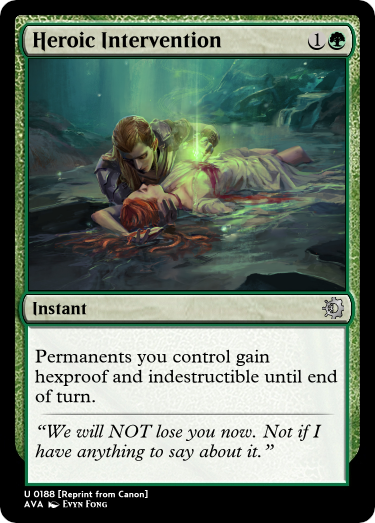 Heroic Intervention 1
Instant
Permanents you control gain
hexproof and indestructible until end
of turn.
“We will NOT lose you now. Not if I
have anything to say about it.”
U 0188 [Reprint from Canon]
AVA Evyn Fong